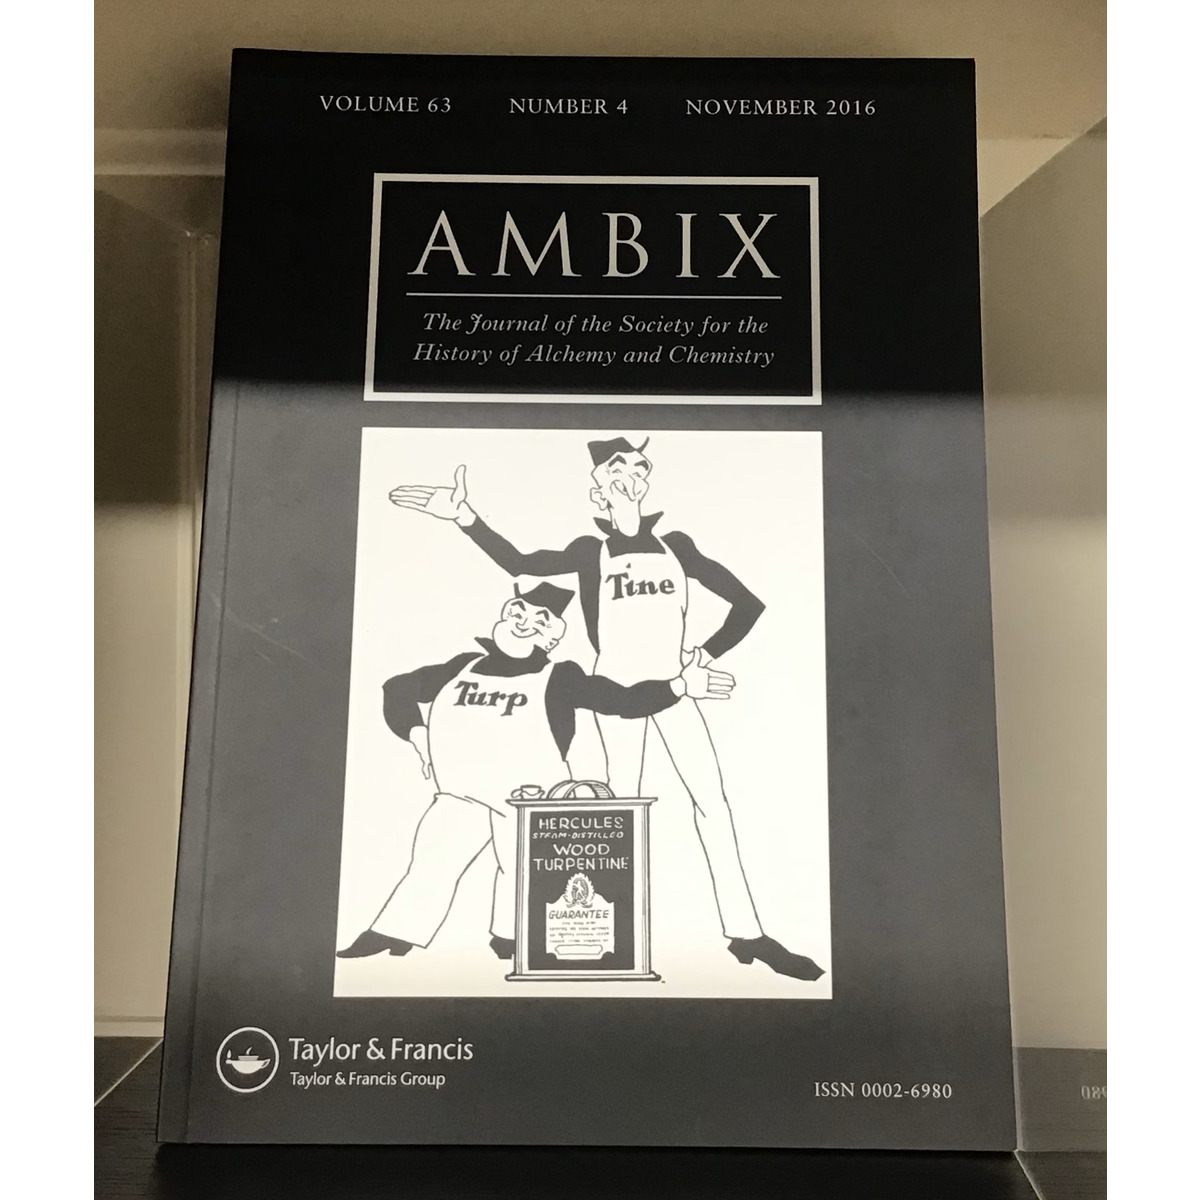 VOLUME 63 NUMBER 4 NOVEMBER 2016
AMBIX
The Journal of the Society for the
History of Alchemy and Chemistry
Tine
Turp
HERCULES
STEAM-DISTILLED
WOOD
TURPENTINE
GUARANTEE
Taylor & Francis
Taylor & Francis Group
ISSN 0002-6980